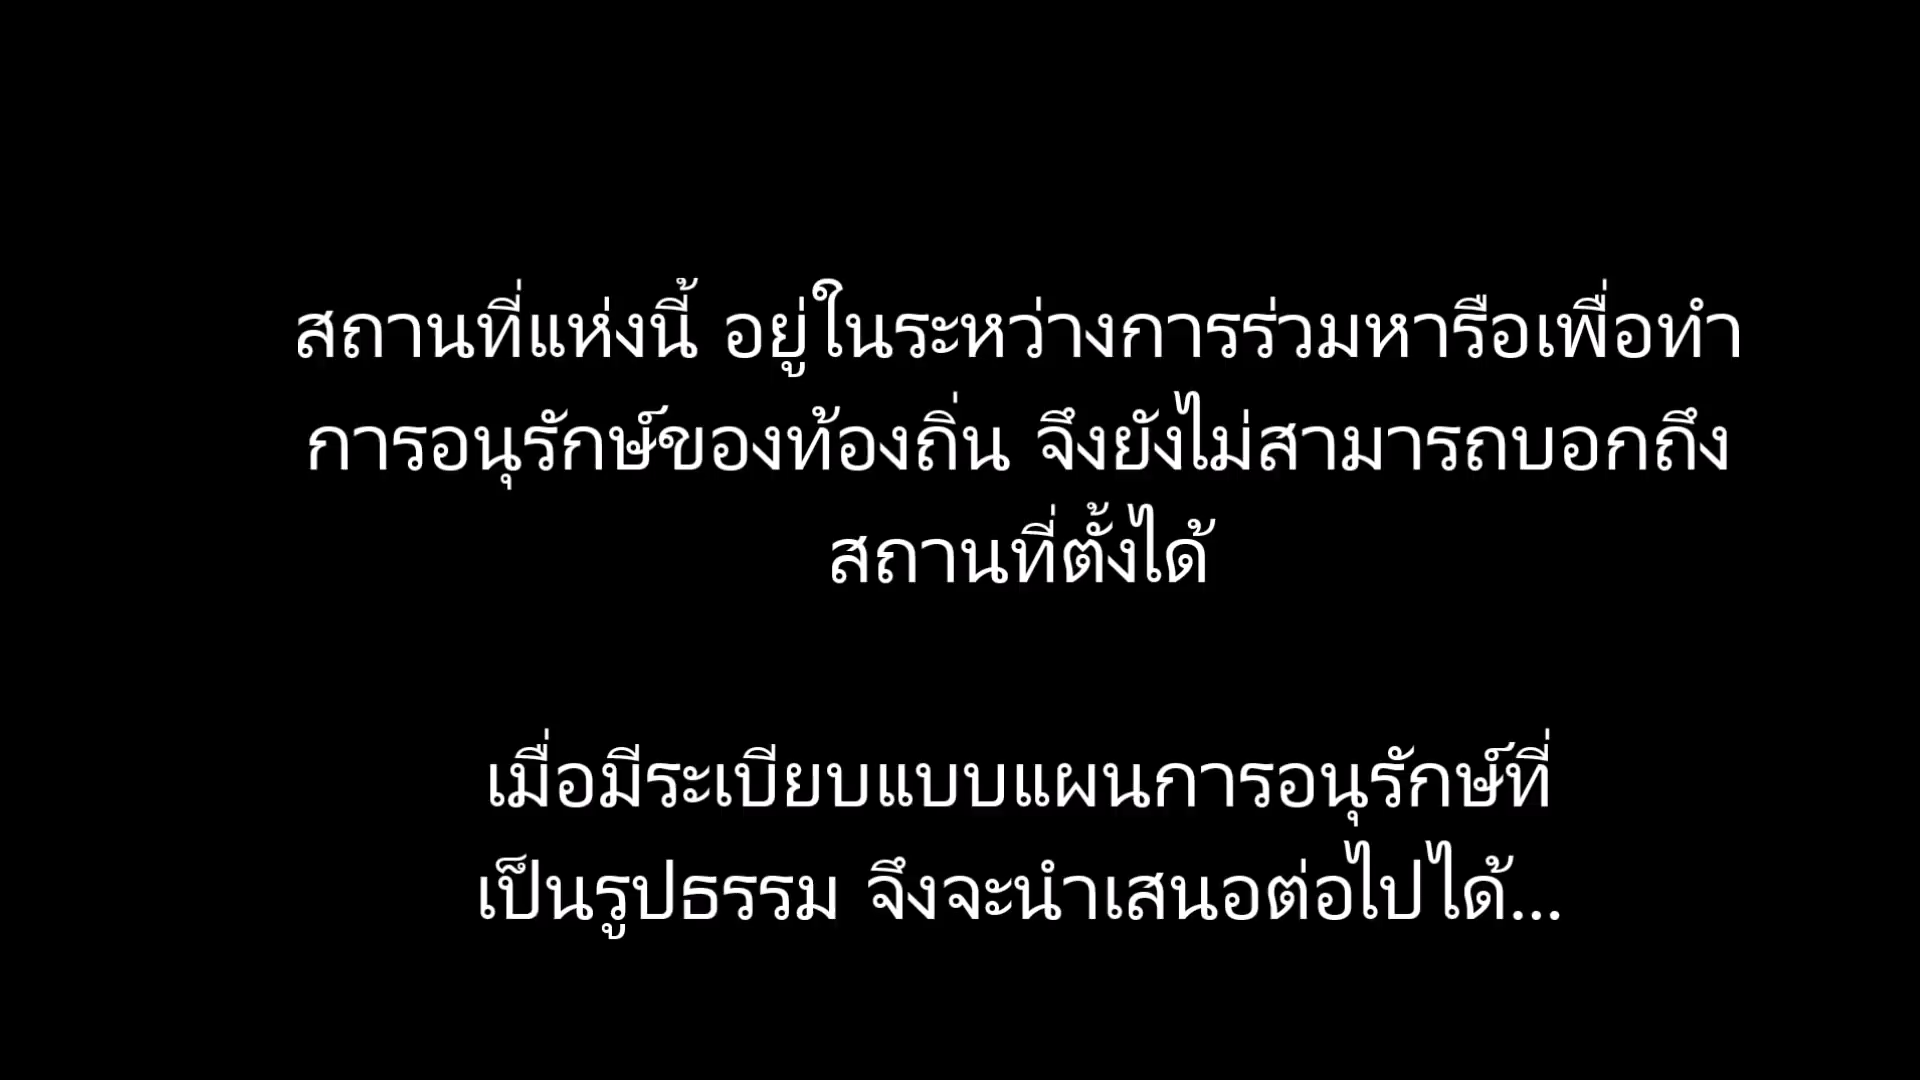 สถานที่แห่งนี้ อยู่ในระหว่างการร่วมหารือเพื่อทำ
การอนุรักษ์ของท้องถิ่น จึงยังไม่สามารถบอกถึง
สถานที่ตั้งได้
เมื่อมีระเบียบแบบแผนการอนุรักษ์ที่
เป็นรูปธรรม จึงจะนำเสนอต่อไปได้...